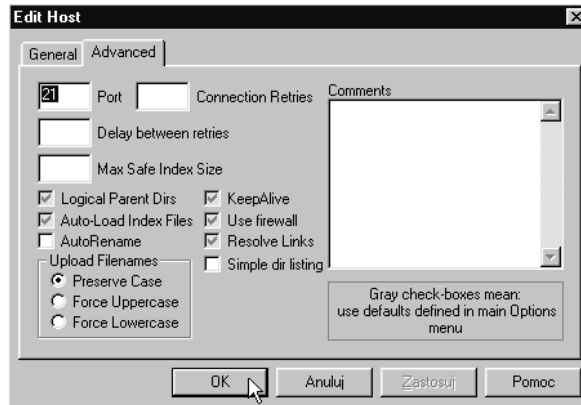 Edit Host
General Advanced
21 Port Connection Retries Comments
Delay between retries
Max Safe Index Size
Logical Parent Dirs KeepAlive
Auto-Load Index Files Use firewall
AutoRename Resolve Links
Upload Filenames Simple dir listing
Preserve Case
Force Uppercase
Force Lowercase
Gray check-boxes mean:
use defaults defined in main Options
menu
OK Anuluj Zastosuj Pomoc